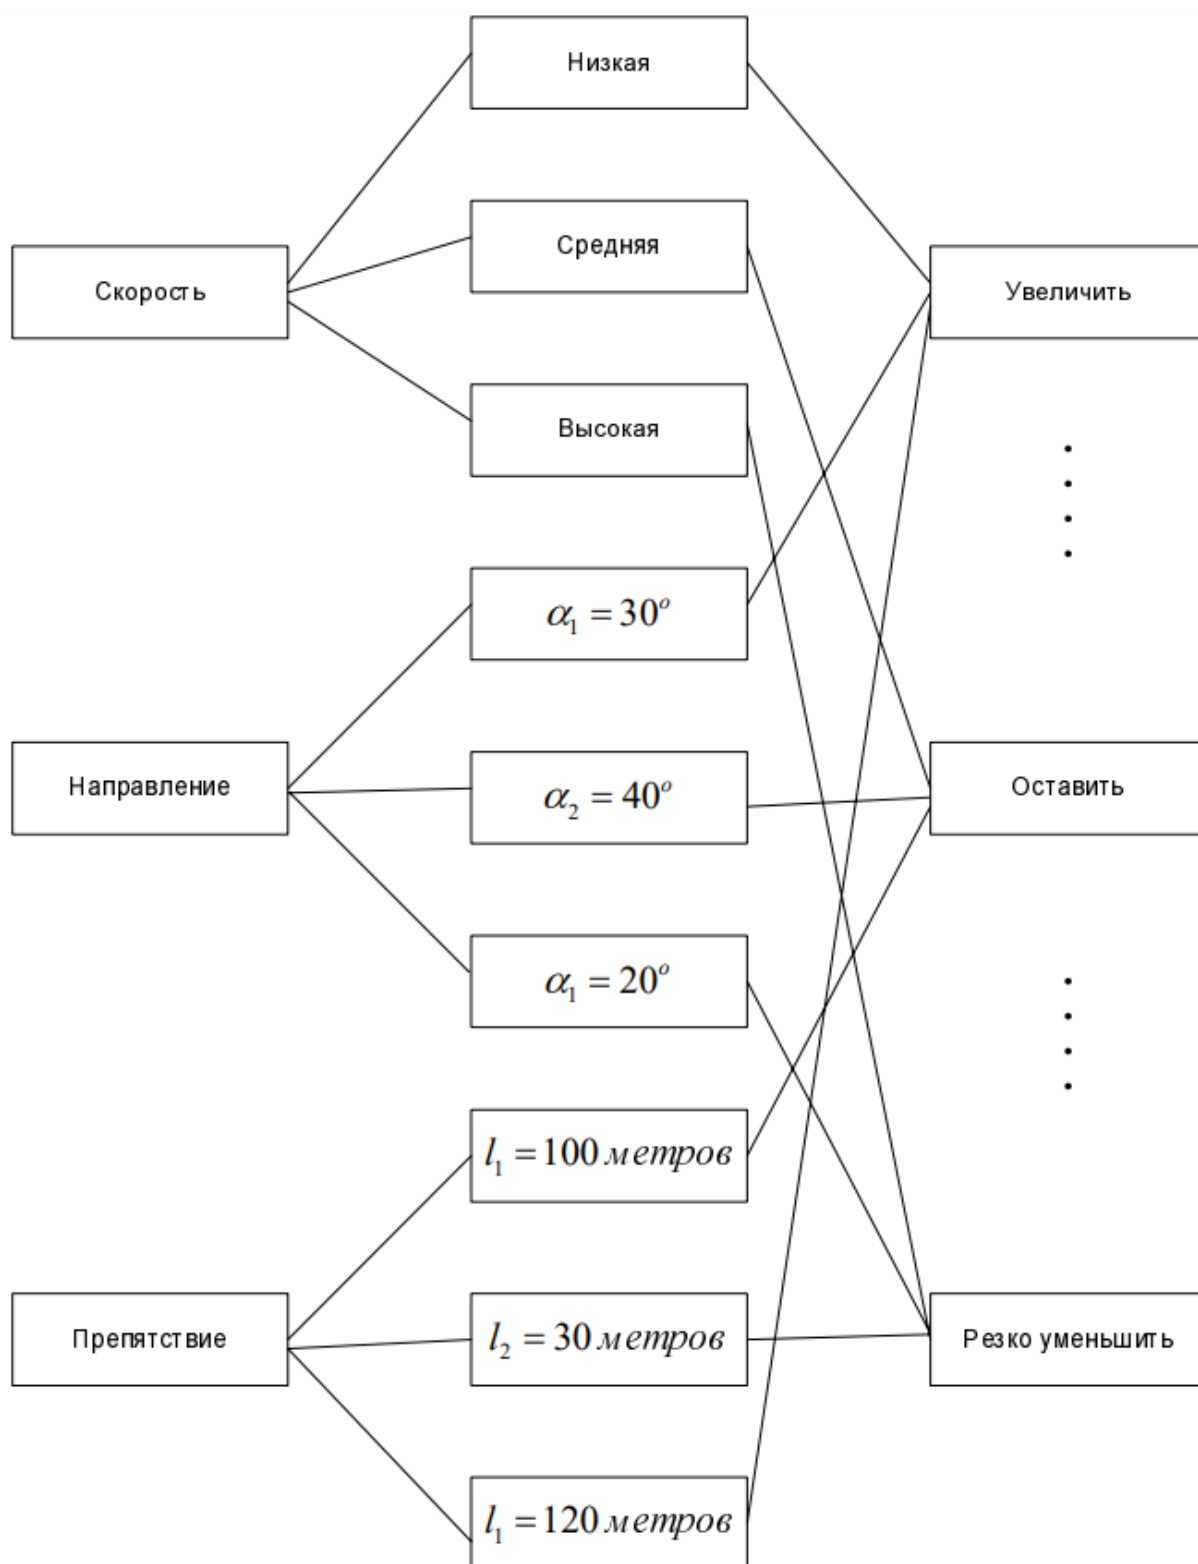 Низкая
Средняя
Скорость
Увеличить
Высокая
α₁ = 30°
Направление
α₂ = 40°
Оставить
α₁ = 20°
l₁ = 100 метров
Препятствие
l₂ = 30 метров
Резко уменьшить
l₁ = 120 метров